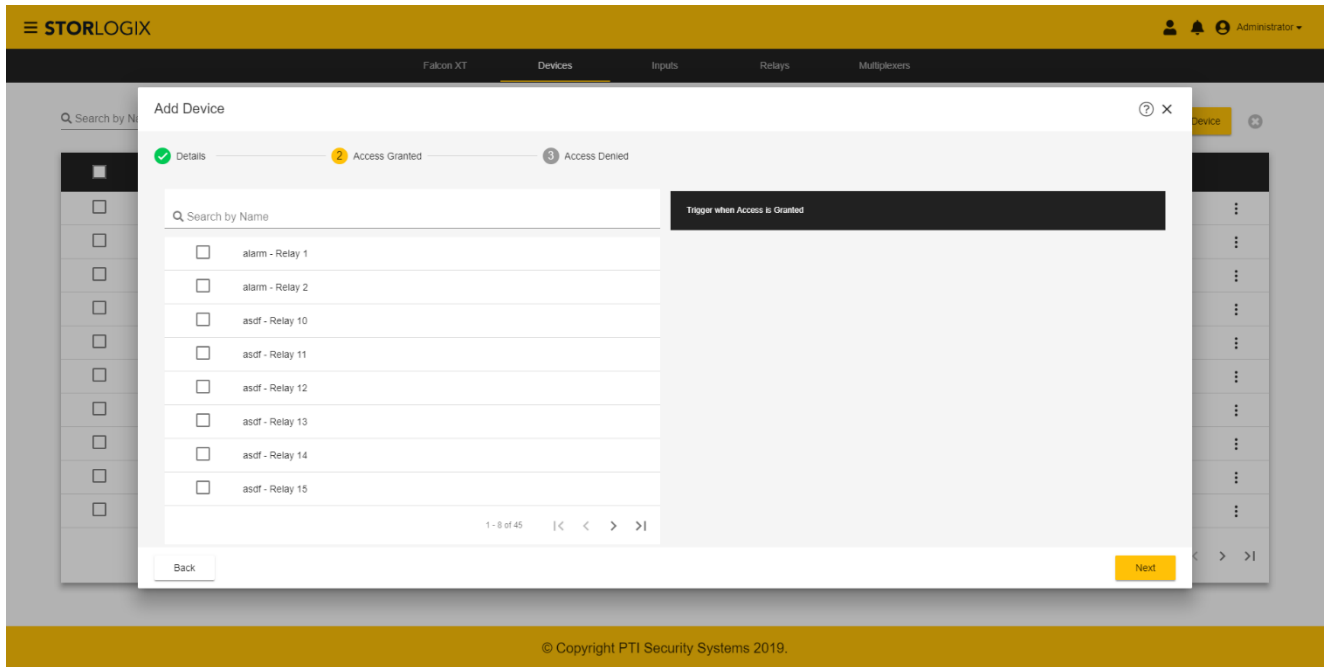 STORLOGIX
Administrator
Falcon XT Devices Inputs Relays Multiplexers
Search by N
Device
Add Device
Details 2 Access Granted 3 Access Denied
Search by Name
Trigger when Access is Granted
alarm - Relay 1
alarm - Relay 2
asdf - Relay 10
asdf - Relay 11
asdf - Relay 12
asdf - Relay 13
asdf - Relay 14
asdf - Relay 15
1 - 8 of 45
Back Next
© Copyright PTI Security Systems 2019.